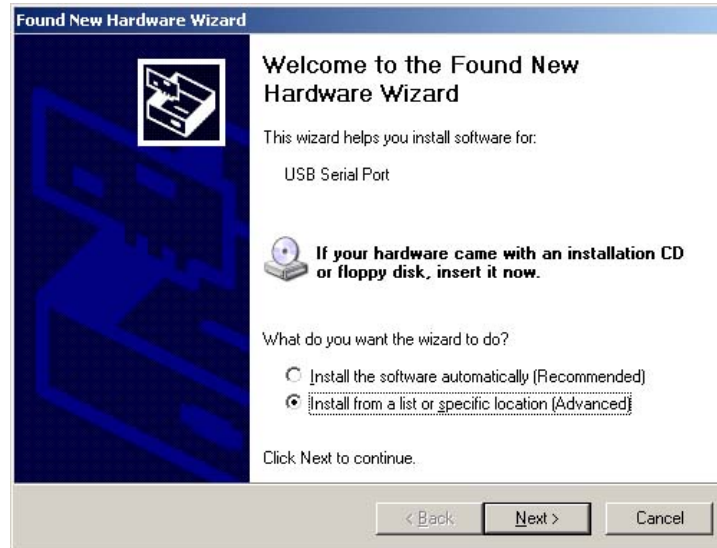 Found New Hardware Wizard
Welcome to the Found New
Hardware Wizard
This wizard helps you install software for:
USB Serial Port
If your hardware came with an installation CD
or floppy disk, insert it now.
What do you want the wizard to do?
Install the software automatically (Recommended)
Install from a list or specific location (Advanced)
Click Next to continue.
< Back Next > Cancel